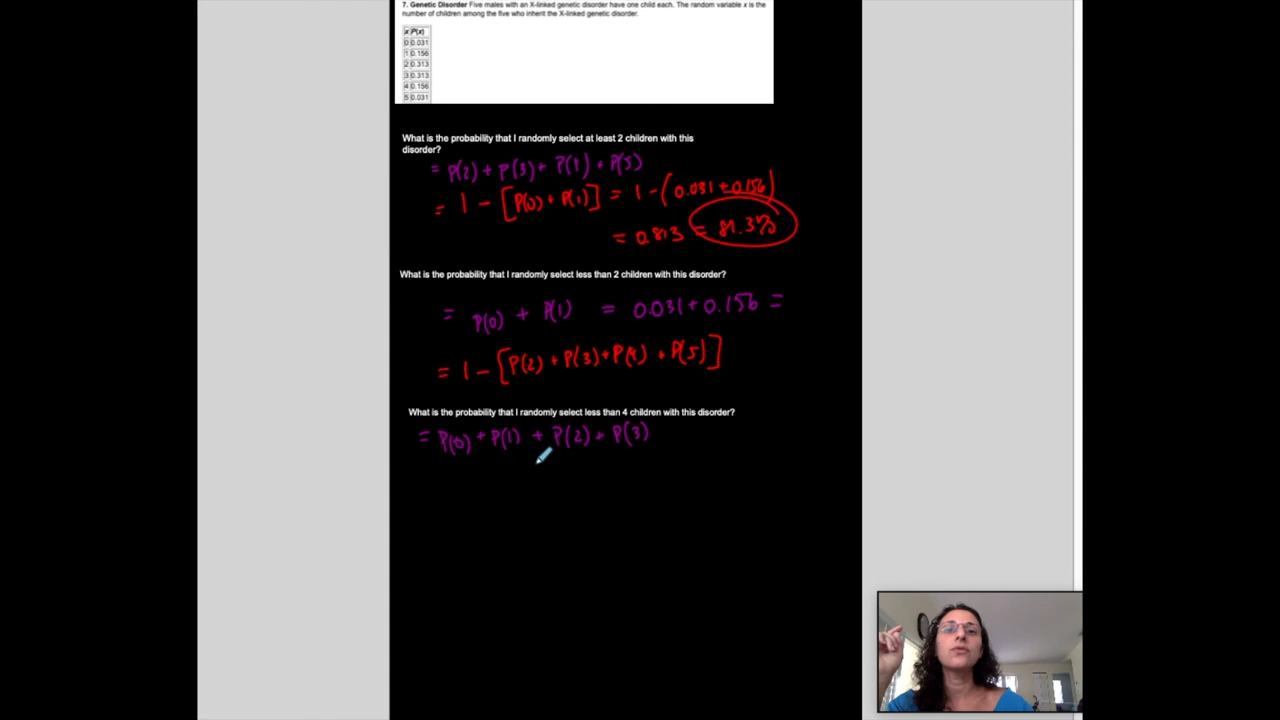 7. Genetic Disorder Five males with an X-linked genetic disorder have one child each. The random variable x is the
number of children among the five who inherit the X-linked genetic disorder.
x P(x)
0 0.031
1 0.156
2 0.313
3 0.313
4 0.156
5 0.031
What is the probability that I randomly select at least 2 children with this
disorder?
= P(2) + P(3) + P(4) + P(5)
= 1 - [P(0) + P(1)] = 1 - (0.031 + 0.156)
= 0.813 = 81.3%
What is the probability that I randomly select less than 2 children with this disorder?
= P(0) + P(1) = 0.031 + 0.156 =
= 1 - [P(2) + P(3) + P(4) + P(5)]
What is the probability that I randomly select less than 4 children with this disorder?
= P(0) + P(1) + P(2) + P(3)